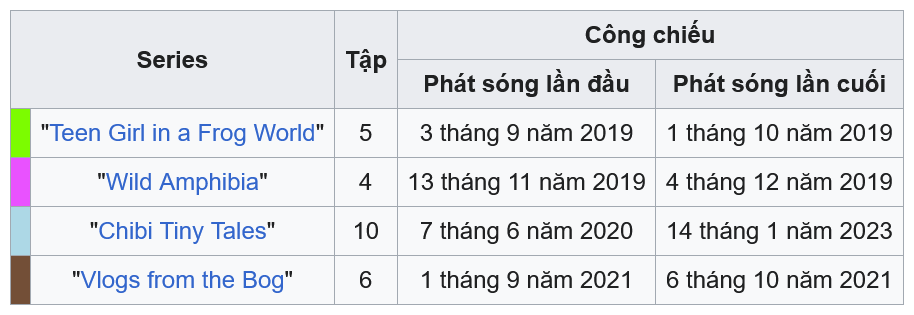 Series Tập Công chiếu
Phát sóng lần đầu Phát sóng lần cuối
"Teen Girl in a Frog World" 5 3 tháng 9 năm 2019 1 tháng 10 năm 2019
"Wild Amphibia" 4 13 tháng 11 năm 2019 4 tháng 12 năm 2019
"Chibi Tiny Tales" 10 7 tháng 6 năm 2020 14 tháng 1 năm 2023
"Vlogs from the Bog" 6 1 tháng 9 năm 2021 6 tháng 10 năm 2021